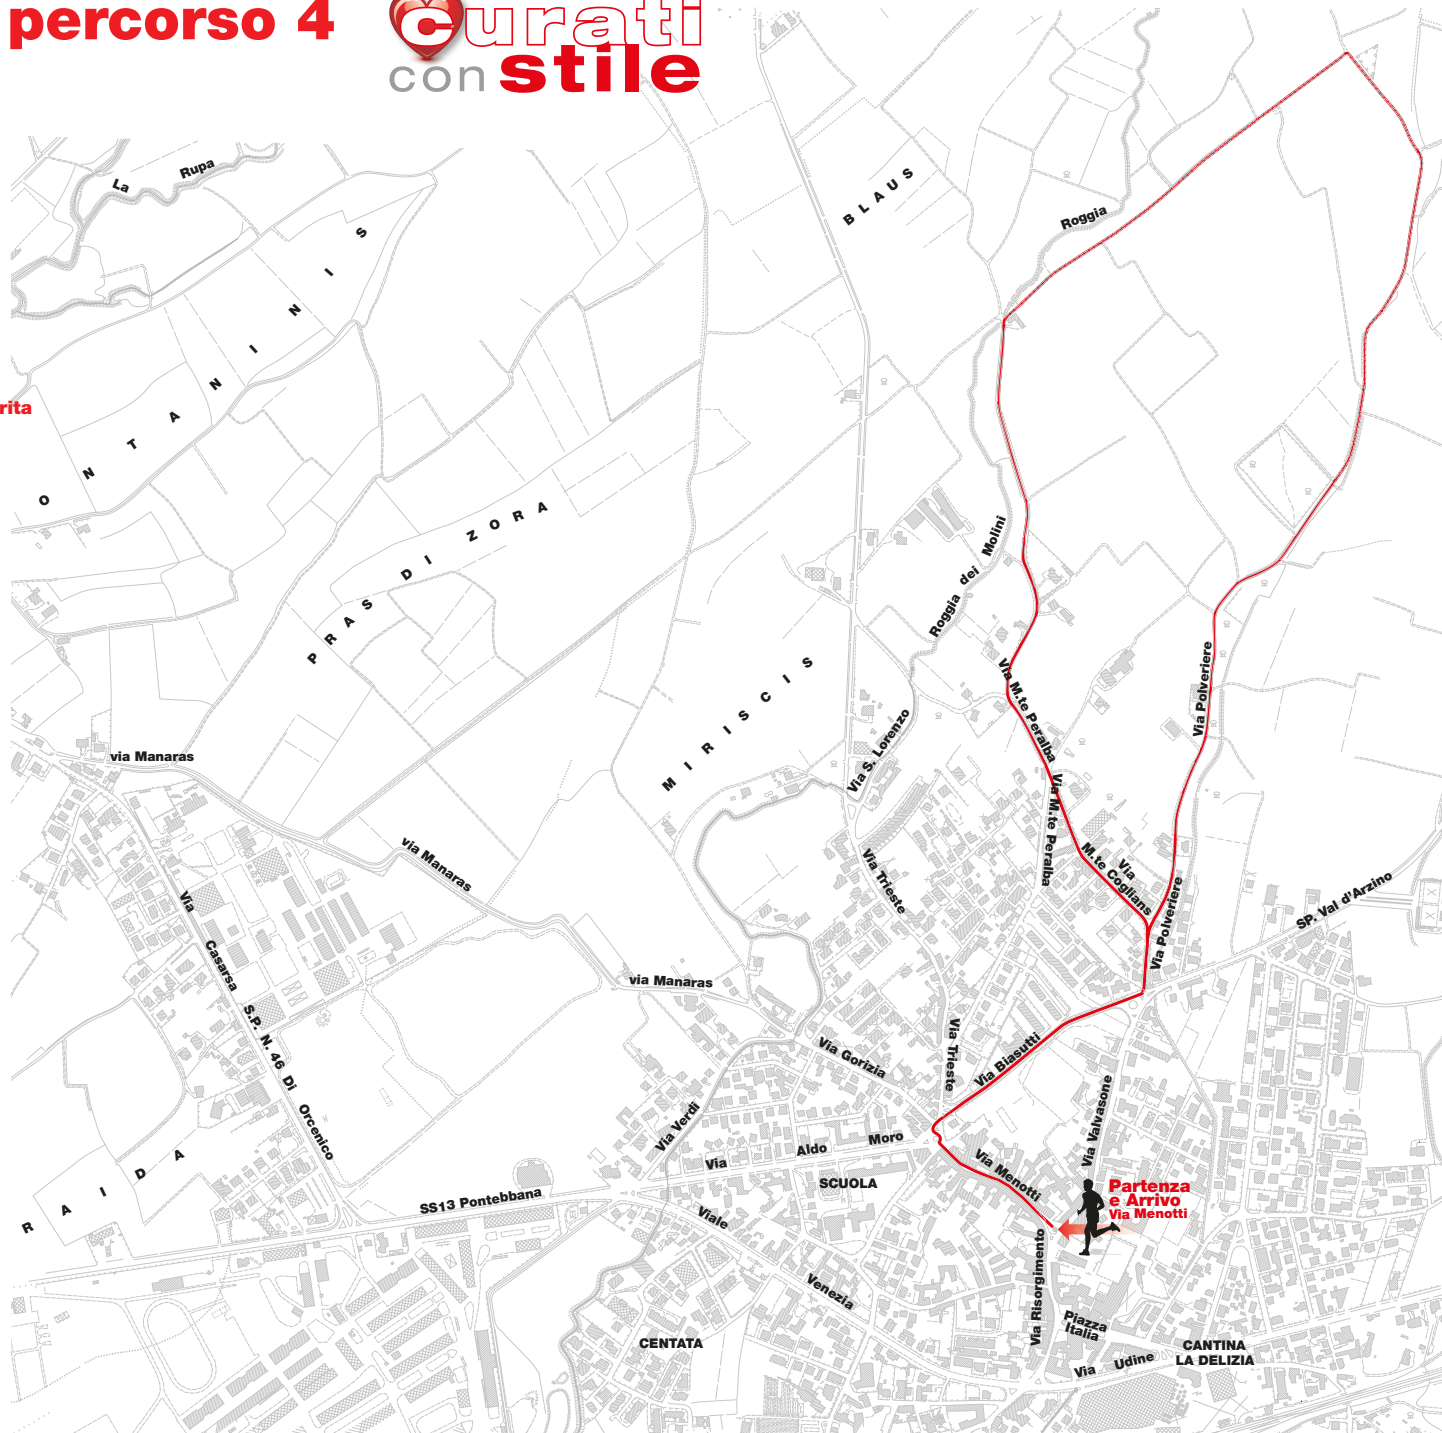 percorso 4
curati
con stile
La Rupa
BLAUS
Roggia
rita
ONTANINIS
PRAS DI ZORA
Roggia dei Molini
MIRISCIS
Via M.te Peralba
Via Polveriere
Via S. Lorenzo
via Manaras
Via M.te Peralba
via Manaras
Via Trieste
Via
M.te Coglians
Via Polveriere
SP. Val d'Arzino
Via Casarsa S.P. N. 46 Di Orcenico
via Manaras
Via Gorizia
Via Trieste
Via Biasutti
Via Valvasone
Via Verdi
Via Aldo Moro
SCUOLA
Via Menotti
Partenza
e Arrivo
Via Menotti
RAIDA
SS13 Pontebbana
Viale Venezia
Via Risorgimento
Piazza
Italia
CENTATA
CANTINA
LA DELIZIA
Via Udine